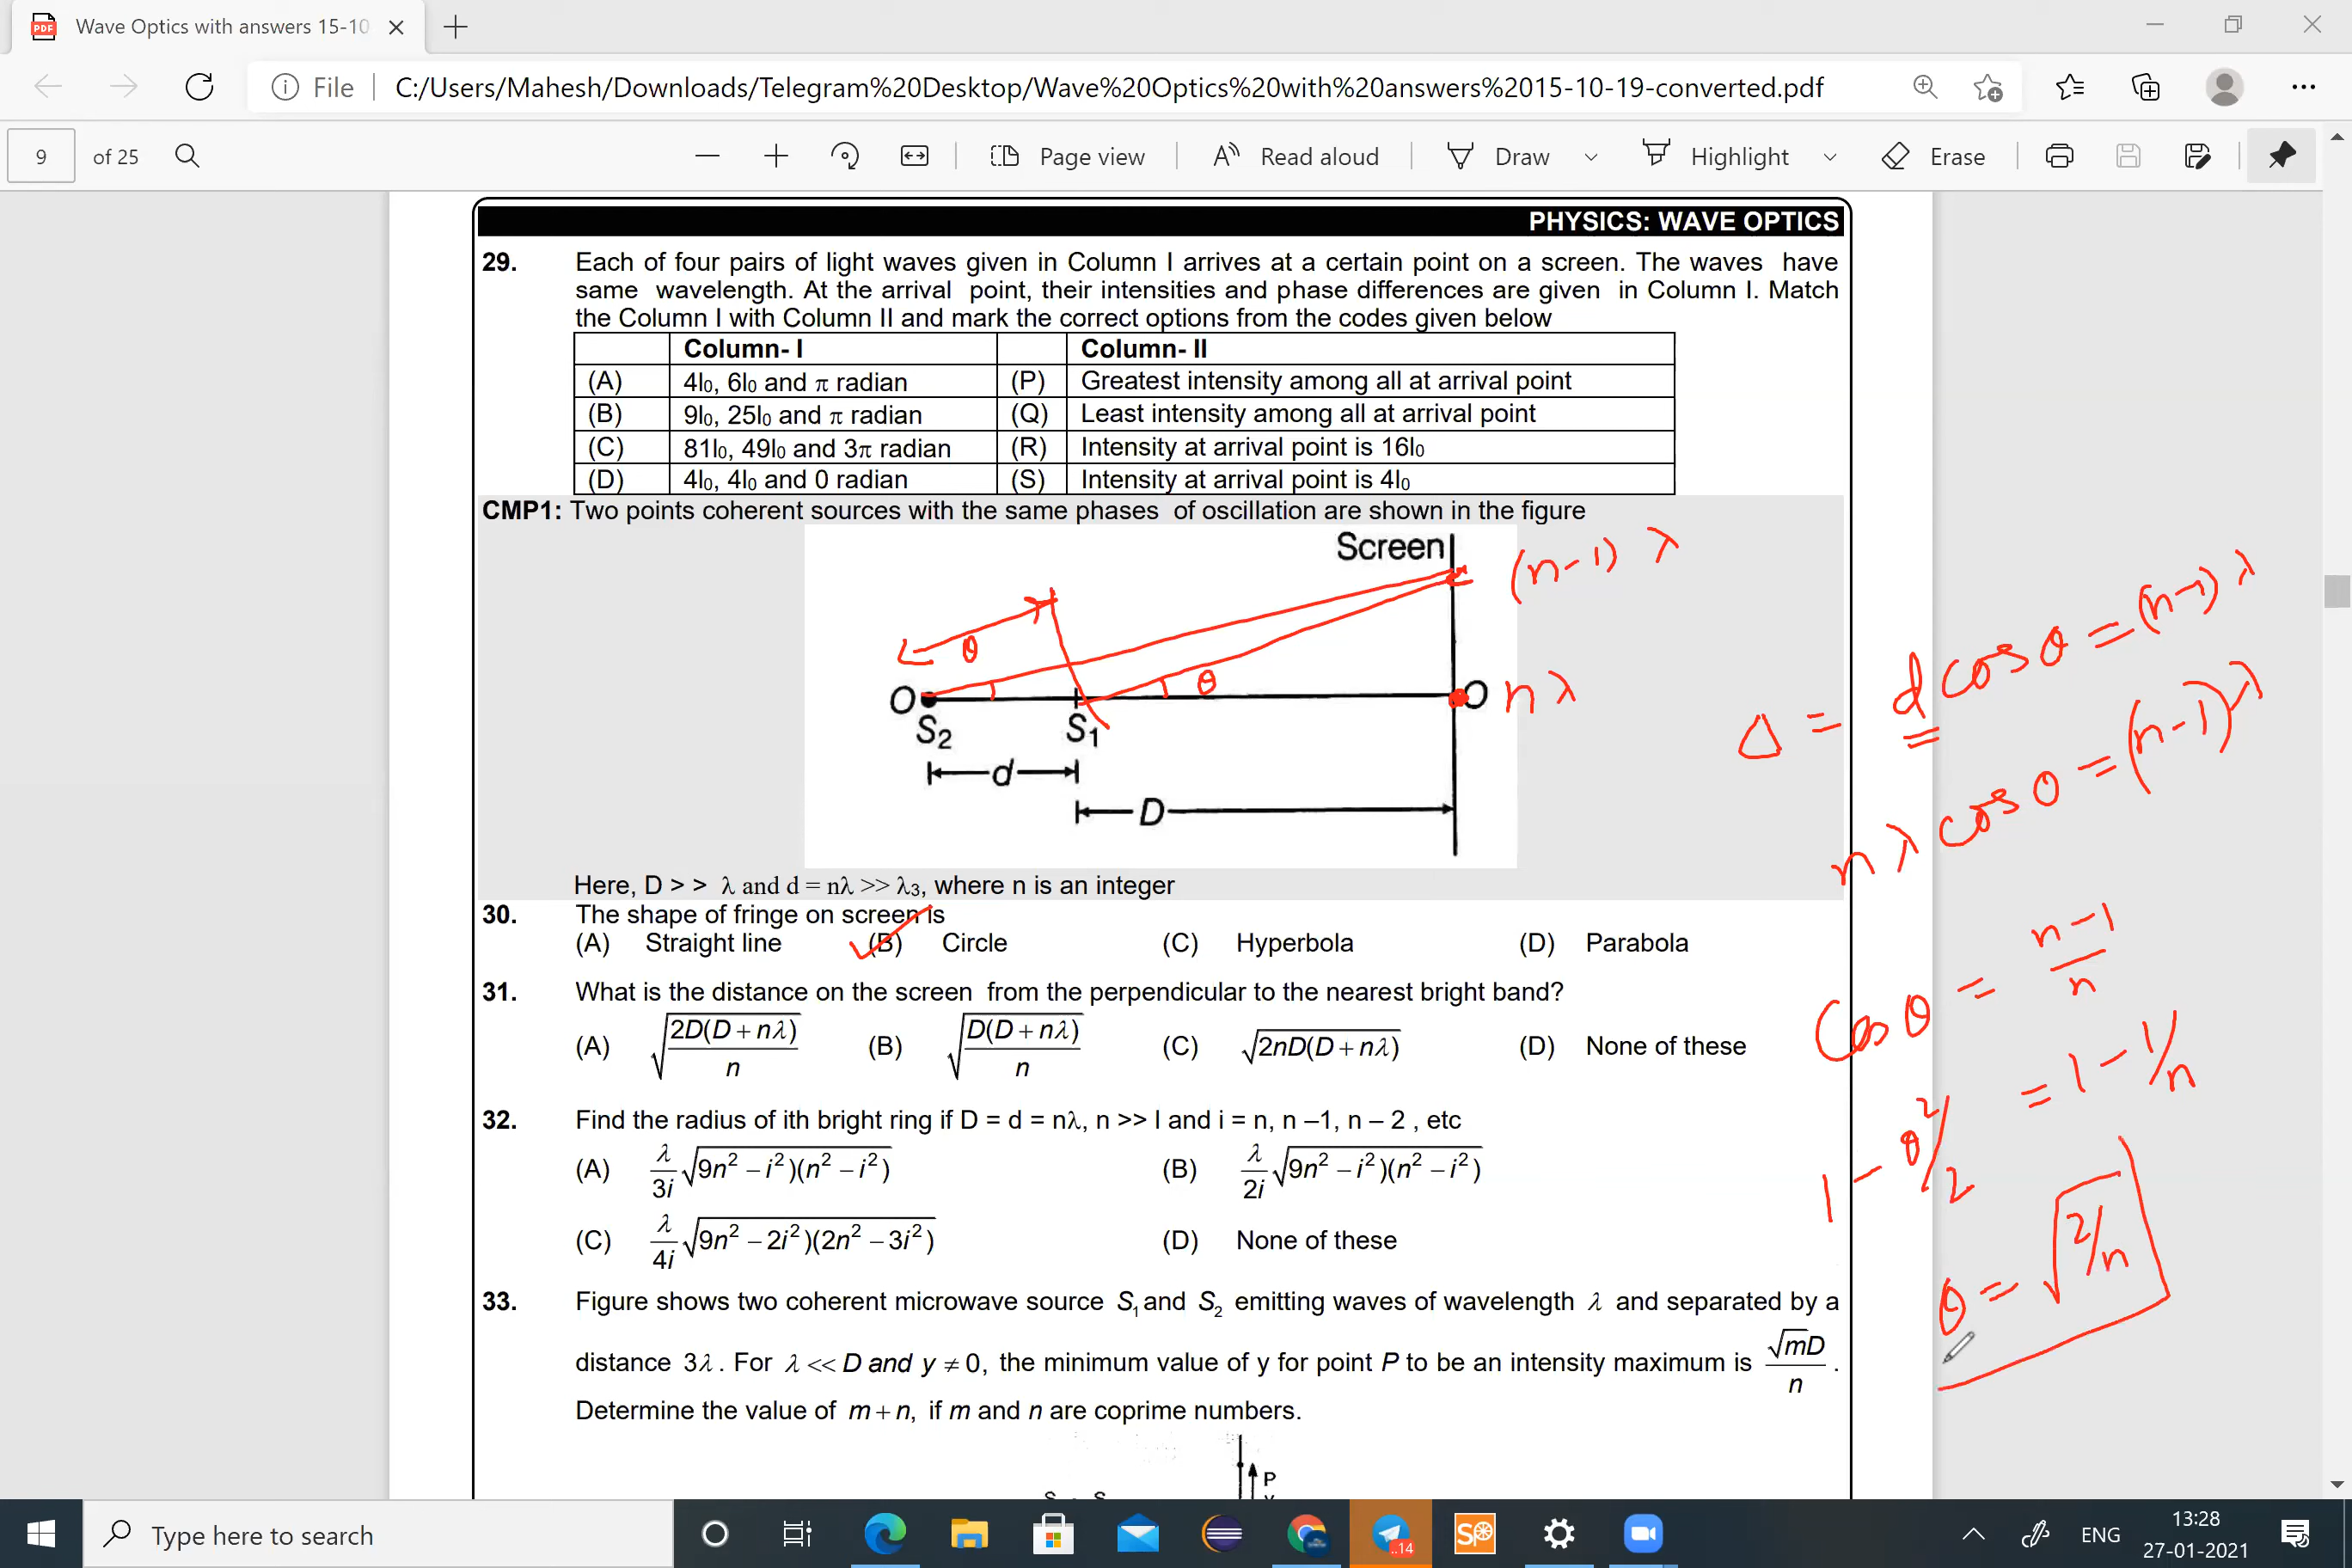 Wave Optics with answers 15-10
File C:/Users/Mahesh/Downloads/Telegram%20Desktop/Wave%20Optics%20with%20answers%2015-10-19-converted.pdf
9 of 25 Page view Read aloud Draw Highlight Erase
PHYSICS: WAVE OPTICS
29. Each of four pairs of light waves given in Column I arrives at a certain point on a screen. The waves have
same wavelength. At the arrival point, their intensities and phase differences are given in Column I. Match
the Column I with Column II and mark the correct options from the codes given below
Column- I Column- II
(A) 4I₀, 6I₀ and π radian (P) Greatest intensity among all at arrival point
(B) 9I₀, 25I₀ and π radian (Q) Least intensity among all at arrival point
(C) 81I₀, 49I₀ and 3π radian (R) Intensity at arrival point is 16I₀
(D) 4I₀, 4I₀ and 0 radian (S) Intensity at arrival point is 4I₀
CMP1: Two points coherent sources with the same phases of oscillation are shown in the figure
Screen
(n-1) λ
θ
θ
O O nλ
S₂ S₁
d
D
Δ = d cos θ = (n-1) λ
nλ cos θ = (n-1) λ
Here, D > > λ and d = nλ >> λ₃, where n is an integer
30. The shape of fringe on screen is
(A) Straight line (B) Circle (C) Hyperbola (D) Parabola
cos θ = n-1/n
31. What is the distance on the screen from the perpendicular to the nearest bright band?
(A) √(2D(D+nλ)/n) (B) √(D(D+nλ)/n) (C) √2nD(D+nλ) (D) None of these
1 - θ²/2 = 1 - 1/n
32. Find the radius of ith bright ring if D = d = nλ, n >> l and i = n, n –1, n – 2 , etc
(A) λ/3i √9n² – i²)(n² – i²) (B) λ/2i √9n² – i²)(n² – i²)
(C) λ/4i √9n² – 2i²)(2n² – 3i²) (D) None of these
θ = √2/n
33. Figure shows two coherent microwave source S₁ and S₂ emitting waves of wavelength λ and separated by a
distance 3λ. For λ << D and y ≠ 0, the minimum value of y for point P to be an intensity maximum is √mD/n .
Determine the value of m+n, if m and n are coprime numbers.
P
Type here to search
..14
ENG
13:28
27-01-2021